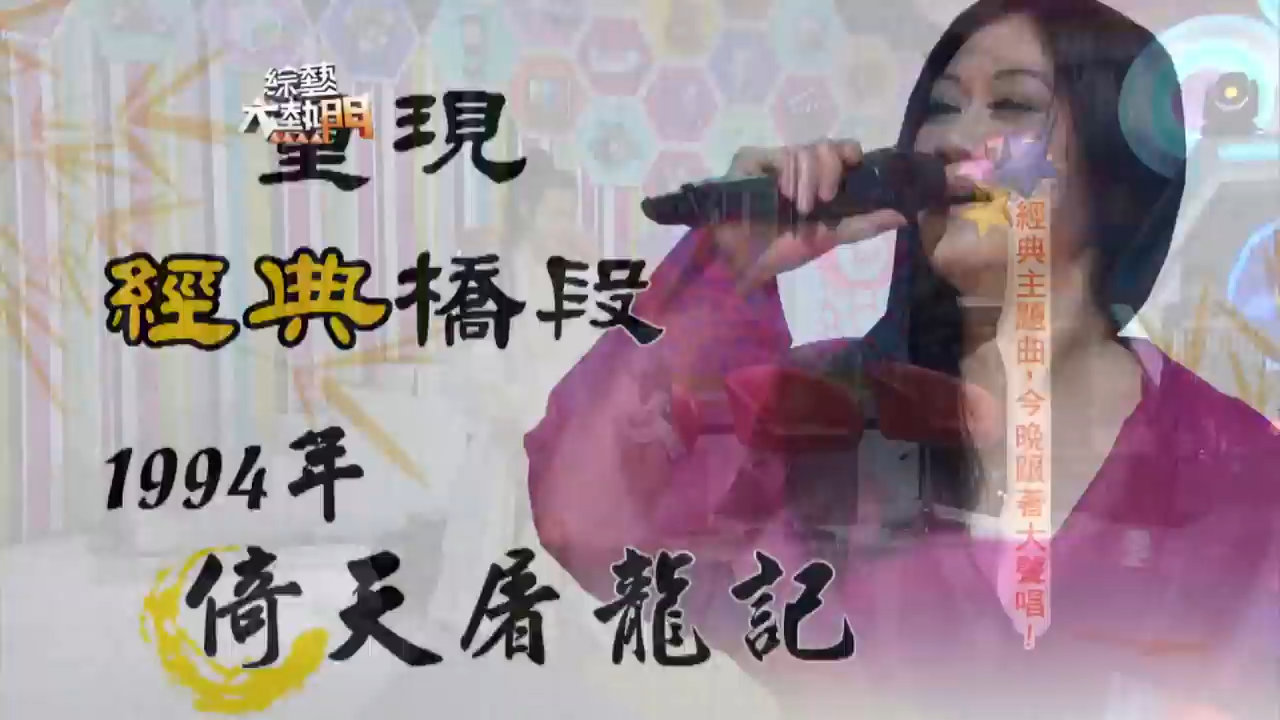 綜藝
大熱門
重現
經典橋段
1994年
倚天屠龍記
經典主題曲，今晚跟著大聲唱！